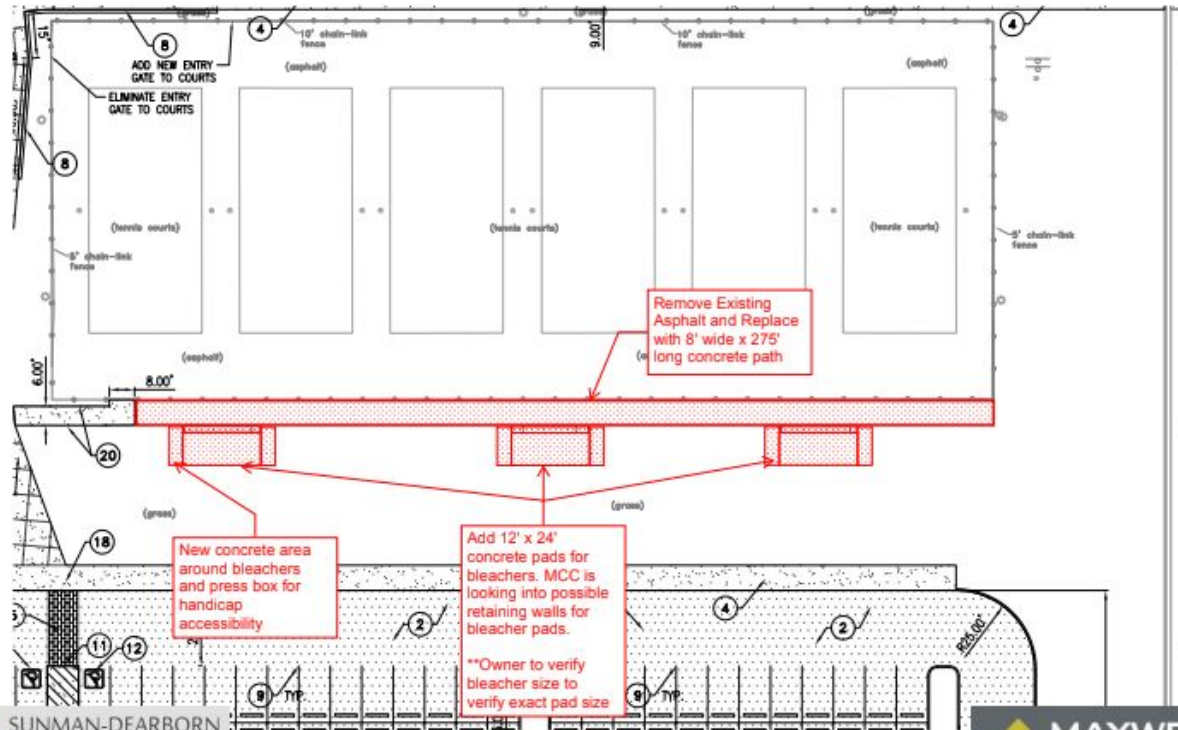 (grass)
(grass)
(grass)
8
4
4
4
15'
10' chain-link
fence
9.00'
10' chain-link
fence
ADD NEW ENTRY
GATE TO COURTS
(asphalt)
(asphalt)
ELIMINATE ENTRY
GATE TO COURTS
8
(tennis courts)
(tennis courts)
(tennis courts)
5' chain-link
fence
5' chain-link
fence
Remove Existing
Asphalt and Replace
with 8' wide x 275'
long concrete path
(asphalt)
6.00'
8.00'
20
(grass)
(grass)
18
New concrete area
around bleachers
and press box for
handicap
accessibility
Add 12' x 24'
concrete pads for
bleachers. MCC is
looking into possible
retaining walls for
bleacher pads.
**Owner to verify
bleacher size to
verify exact pad size
4
2
2
R25.00'
11
12
9 TYP.
9 TYP.
SUNMAN-DEARBORN